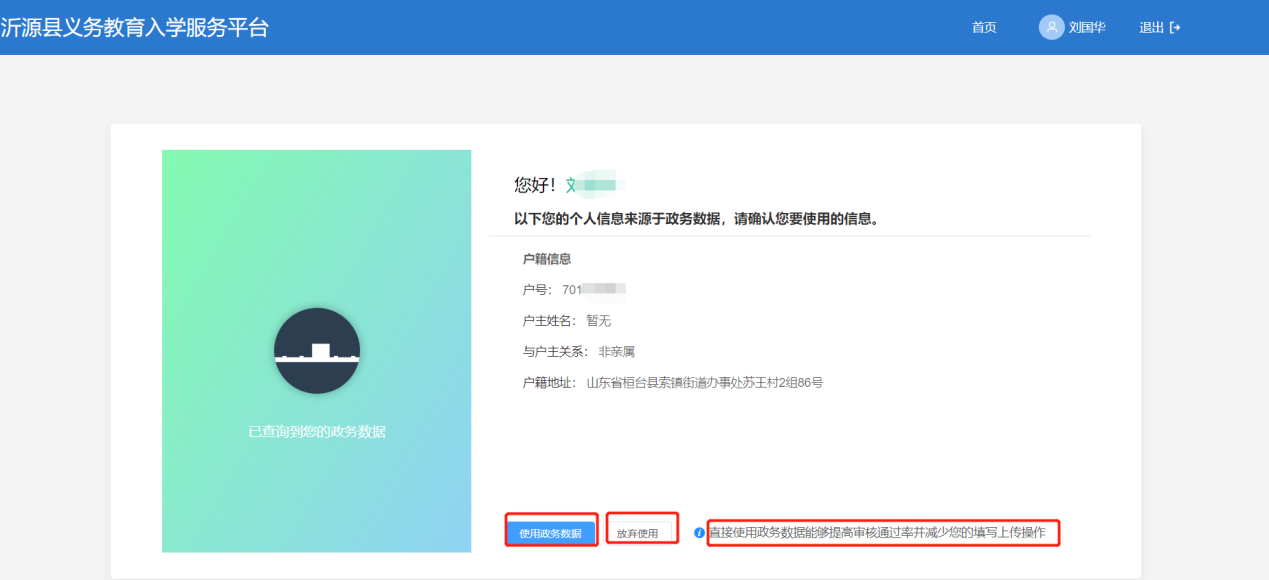 沂源县义务教育入学服务平台
首页 刘国华 退出
您好！
以下您的个人信息来源于政务数据，请确认您要使用的信息。
户籍信息
户号： 701
户主姓名： 暂无
与户主关系： 非亲属
户籍地址： 山东省桓台县索镇街道办事处苏王村2组86号
已查询到您的政务数据
使用政务数据 放弃使用 直接使用政务数据能够提高审核通过率并减少您的填写上传操作